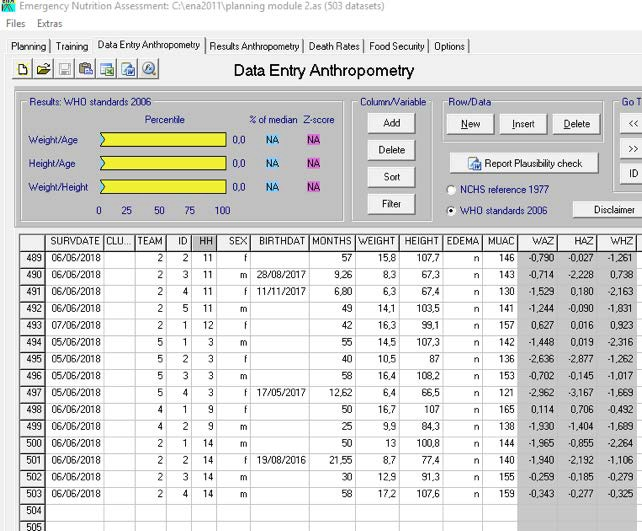 Emergency Nutrition Assessment: C:\ena2011\planning module 2.as (503 datasets)
Files Extras
Planning Training Data Entry Anthropometry Results Anthropometry Death Rates Food Security Options
Data Entry Anthropometry
Results: WHO standards 2006 Column/Variable Row/Data Go T
Percentile % of median Z-score
Add New Insert Delete <<
Weight/Age 0,0 NA NA
Delete >>
Height/Age 0,0 NA NA Report Plausibility check
Sort ID
Weight/Height 0,0 NA NA NCHS reference 1977
Filter
0 25 50 75 100 WHO standards 2006 Disclaimer
SURVDATE CLU... TEAM ID HH SEX BIRTHDAT MONTHS WEIGHT HEIGHT EDEMA MUAC WAZ HAZ WHZ
489 06/06/2018 2 2 11 f 57 15,8 107,7 n 146 -0,790 -0,027 -1,261
490 06/06/2018 2 3 11 m 28/08/2017 9,26 8,3 67,3 n 143 -0,714 -2,228 0,738
491 06/06/2018 2 4 11 f 11/11/2017 6,80 6,3 67,4 n 130 -1,529 0,180 -2,163
492 06/06/2018 2 5 11 m 49 14,1 103,5 n 141 -1,244 -0,090 -1,831
493 07/06/2018 2 1 12 f 42 16,3 99,1 n 157 0,627 0,016 0,923
494 05/06/2018 5 1 3 m 55 14,5 107,3 n 142 -1,448 0,019 -2,316
495 05/06/2018 5 2 3 f 40 10,5 87 n 136 -2,636 -2,877 -1,262
496 05/06/2018 5 3 3 m 58 16,4 108,2 n 153 -0,702 -0,145 -1,017
497 05/06/2018 5 4 3 f 17/05/2017 12,62 6,4 66,5 n 121 -2,962 -3,167 -1,669
498 06/06/2018 4 1 9 f 50 16,7 107 n 165 0,114 0,706 -0,492
499 06/06/2018 4 2 9 m 25 9,9 84,3 n 138 -1,930 -1,404 -1,689
500 06/06/2018 2 1 14 m 50 13 100,8 n 144 -1,965 -0,855 -2,264
501 06/06/2018 2 2 14 f 19/08/2016 21,55 8,7 77,4 n 140 -1,940 -2,192 -1,106
502 06/06/2018 2 3 14 m 30 12,9 91,3 n 155 -0,259 -0,185 -0,279
503 06/06/2018 2 4 14 m 58 17,2 107,6 n 159 -0,343 -0,277 -0,325
504
505